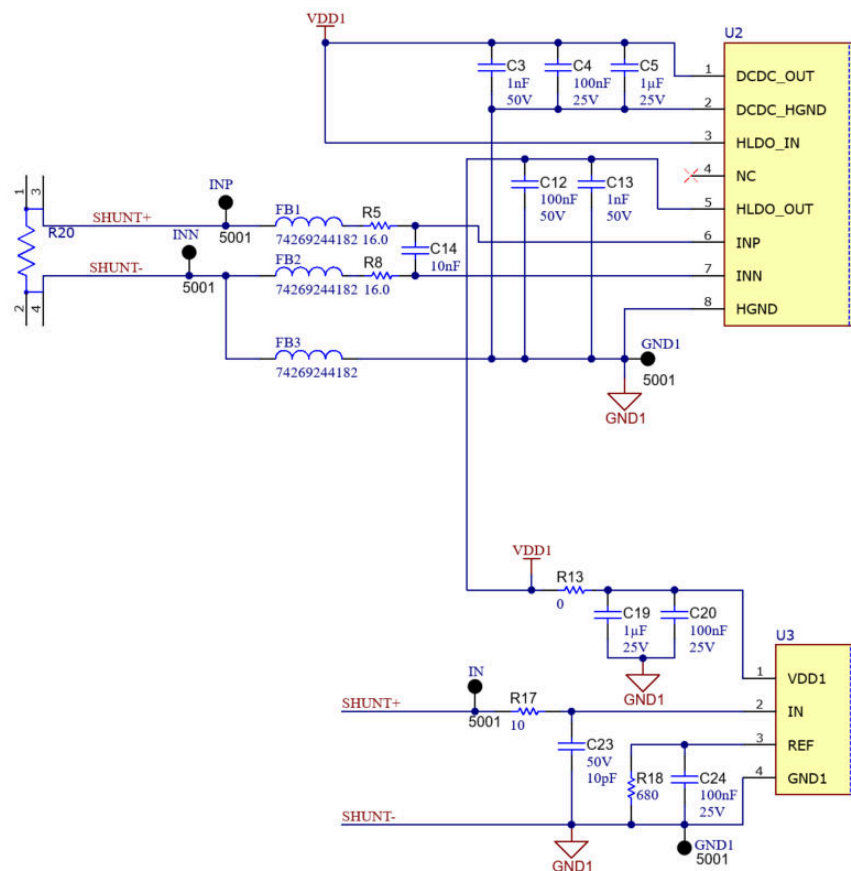 VDD1
U2
C3
1nF
50V
C4
100nF
25V
C5
1µF
25V
1
DCDC_OUT
2
DCDC_HGND
3
HLDO_IN
4
NC
5
HLDO_OUT
6
INP
7
INN
8
HGND
C12
100nF
50V
C13
1nF
50V
1
3
R20
2
4
SHUNT+
SHUNT-
INP
5001
INN
5001
FB1
74269244182
R5
16.0
FB2
74269244182
R8
16.0
C14
10nF
FB3
74269244182
GND1
5001
GND1
VDD1
R13
0
C19
1µF
25V
C20
100nF
25V
GND1
U3
1
VDD1
2
IN
3
REF
4
GND1
IN
5001
SHUNT+
R17
10
C23
50V
10pF
R18
680
C24
100nF
25V
SHUNT-
GND1
GND1
5001